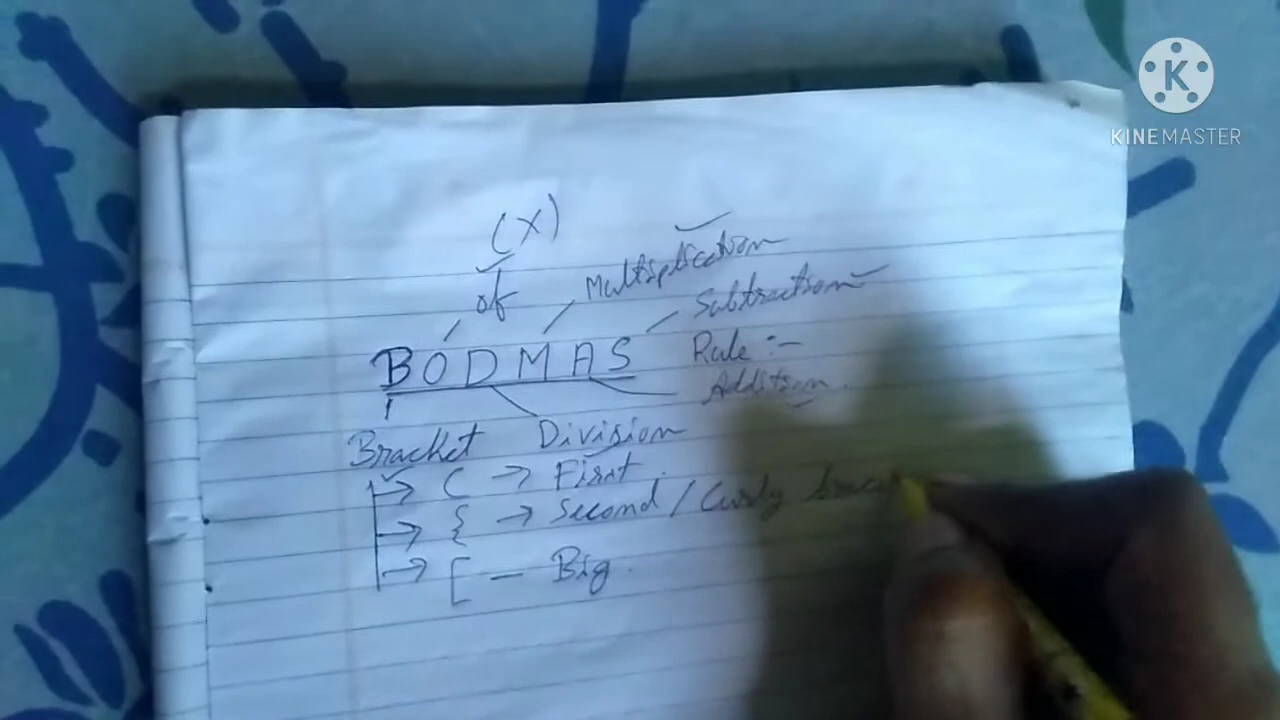 KINEMASTER
(X)
of
Multiplication
Subtraction
BODMAS Rule :-
Addition.
Bracket Division
( → First.
{ → Second / Curly
[ — Big.